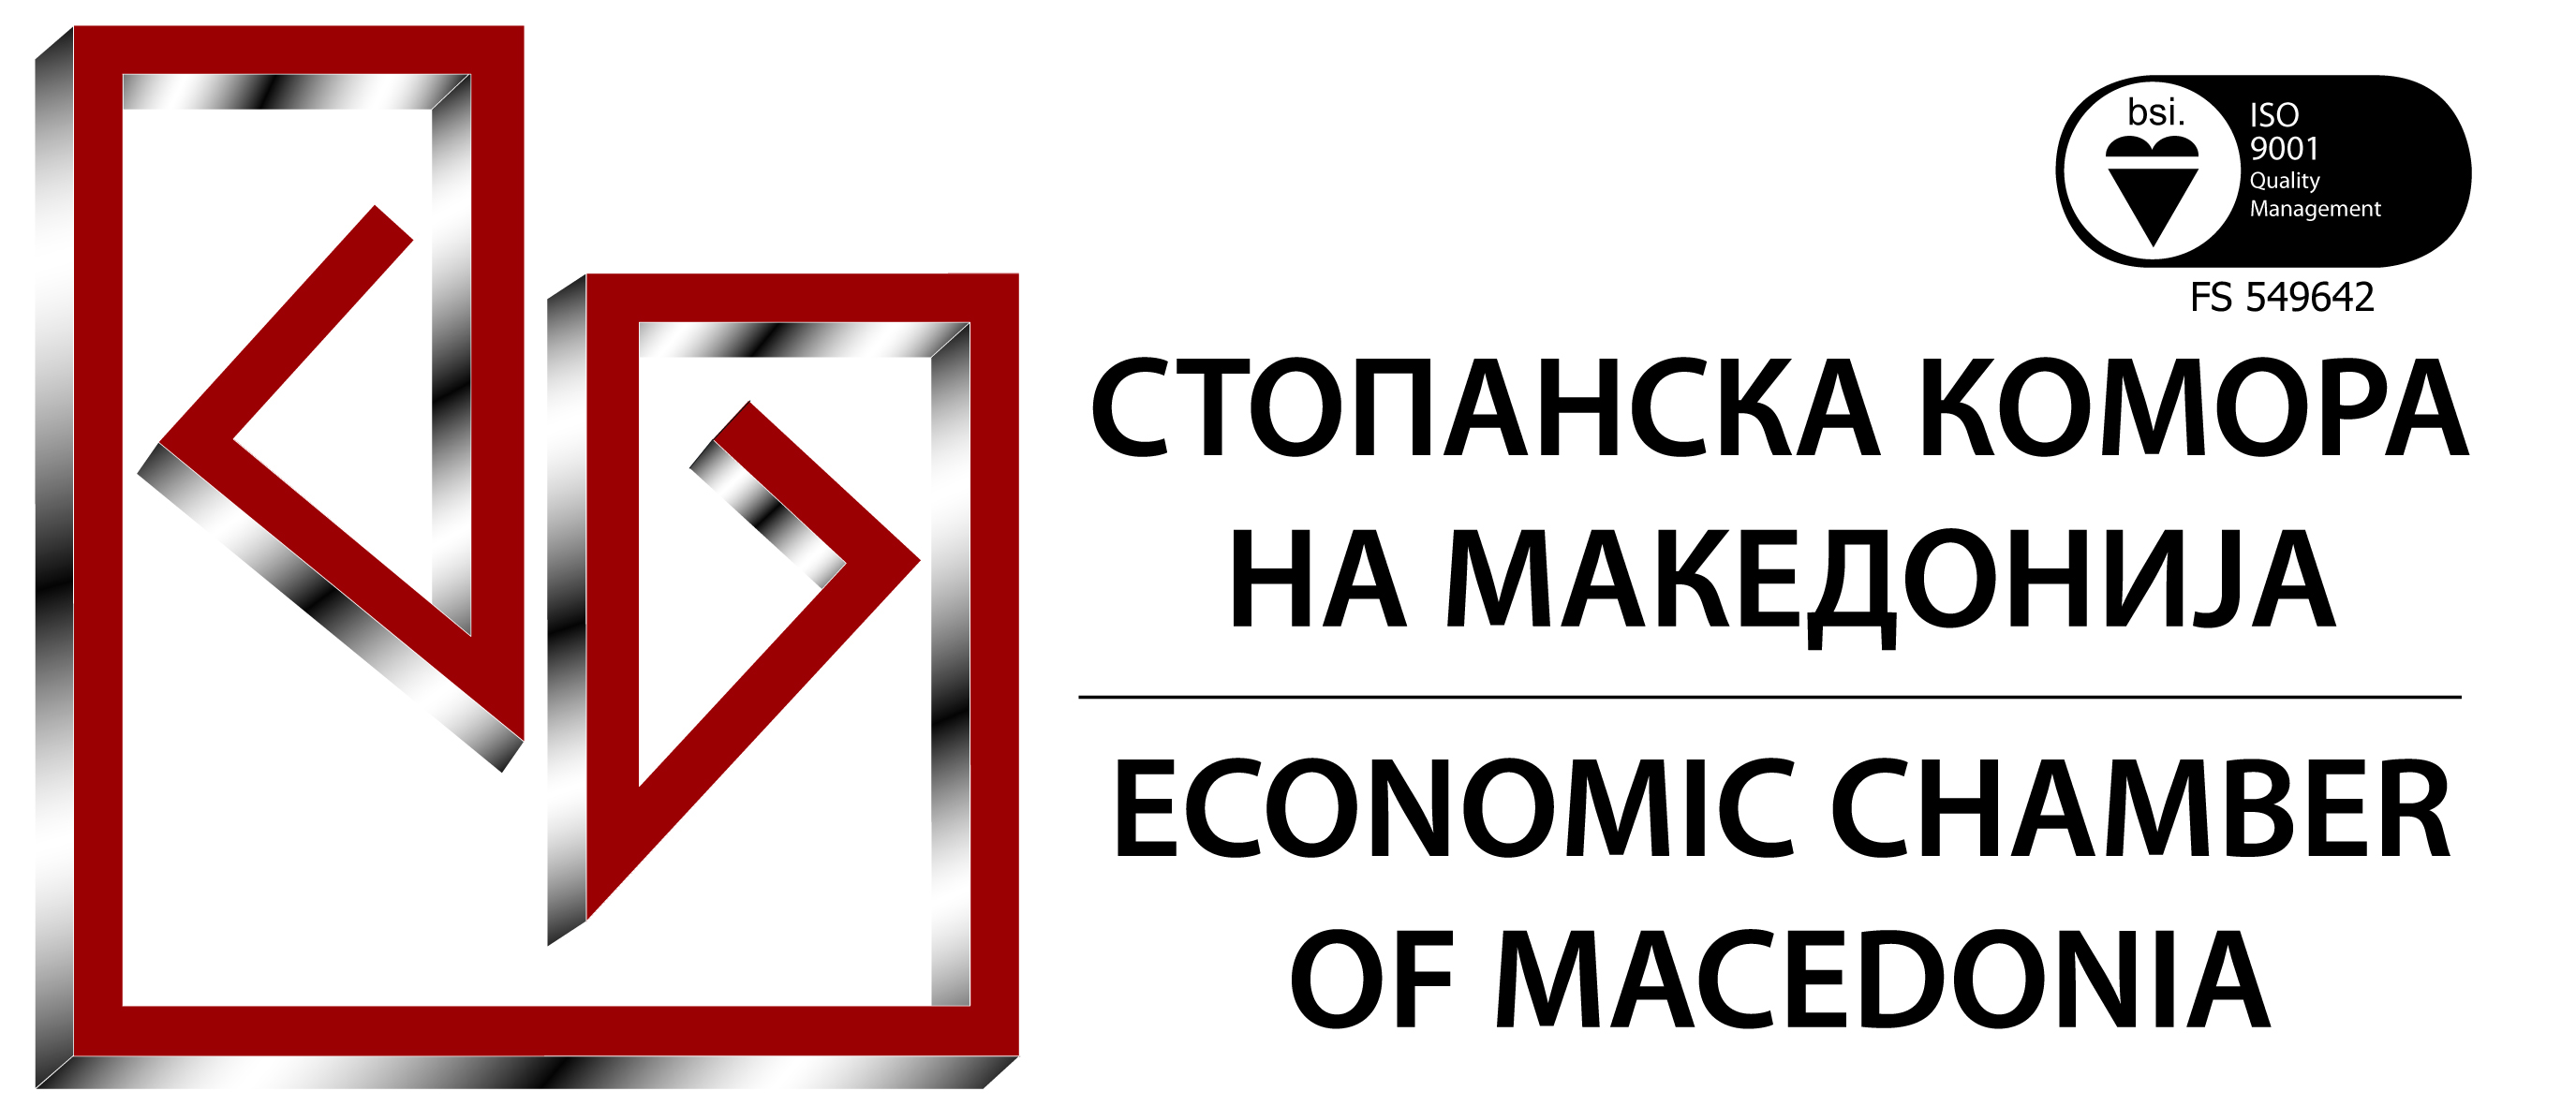 bsi.
ISO
9001
Quality
Management
FS 549642
СТОПАНСКА КОМОРА
НА МАКЕДОНИЈА
ECONOMIC CHAMBER
OF MACEDONIA